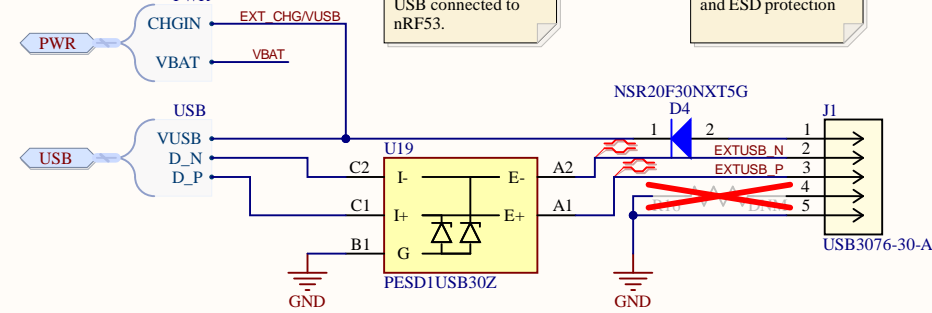 USB connected to
nRF53.
and ESD protection
CHGIN
EXT_CHG/VUSB
PWR
VBAT
VBAT
NSR20F30NXT5G
D4
J1
USB
VUSB
1
2
1
U19
EXTUSB_N
2
USB
D_N
C2
I-
E-
A2
EXTUSB_P
3
D_P
4
C1
I+
E+
A1
5
B1
G
USB3076-30-A
PESD1USB30Z
GND
GND